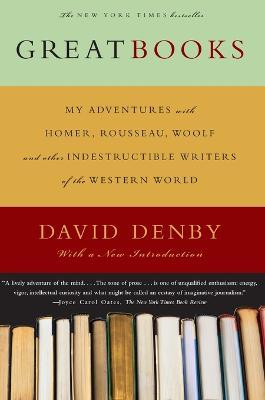 The NEW YORK TIMES bestseller
GREAT BOOKS
MY ADVENTURES with
HOMER, ROUSSEAU, WOOLF
and other INDESTRUCTIBLE WRITERS
of the WESTERN WORLD
DAVID DENBY
With a New Introduction
"A lively adventure of the mind. . . . The tone of prose . . . is one of unqualified enthusiasm: energy,
vigor, intellectual curiosity and what might be called an ecstasy of imaginative journalism."
—Joyce Carol Oates, The New York Times Book Review